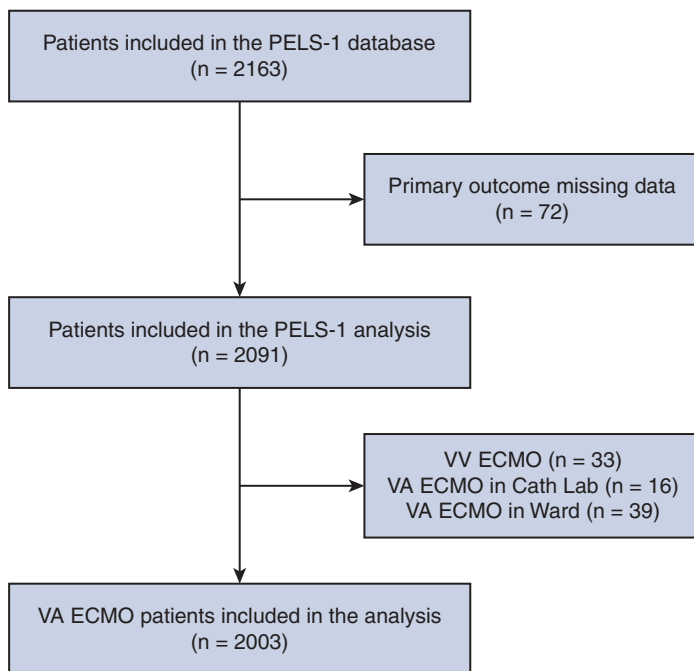 Patients included in the PELS-1 database
(n = 2163)
Primary outcome missing data
(n = 72)
Patients included in the PELS-1 analysis
(n = 2091)
VV ECMO (n = 33)
VA ECMO in Cath Lab (n = 16)
VA ECMO in Ward (n = 39)
VA ECMO patients included in the analysis
(n = 2003)